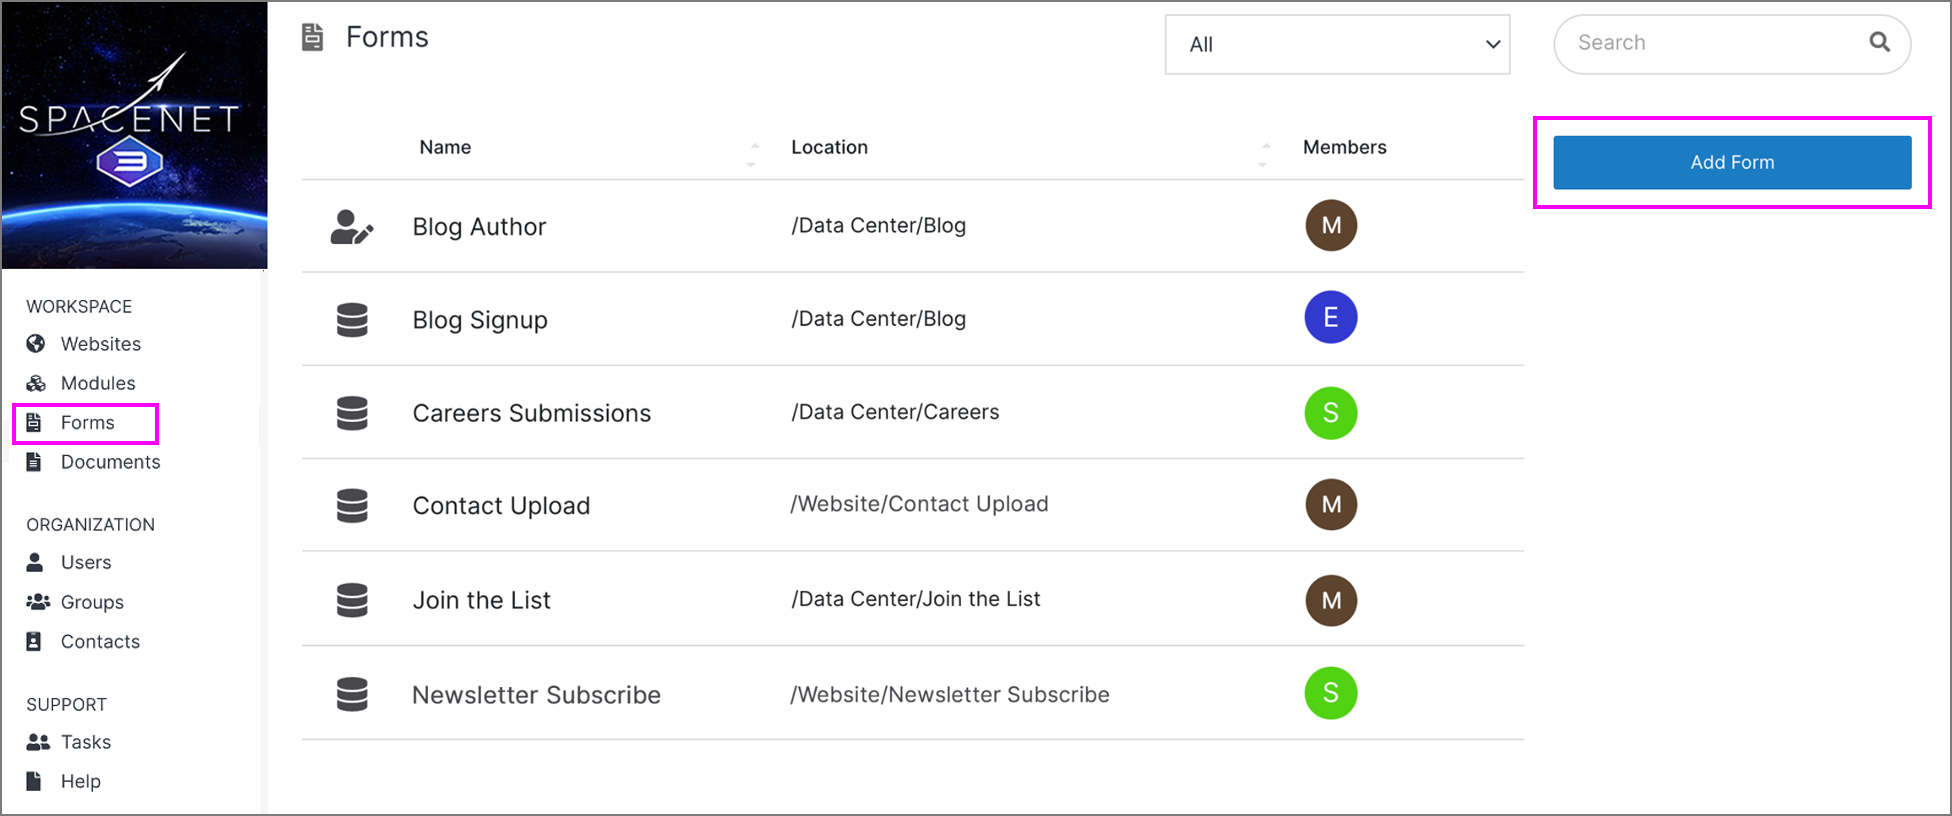 SPACENET
3
WORKSPACE
Websites
Modules
Forms
Documents
ORGANIZATION
Users
Groups
Contacts
SUPPORT
Tasks
Help
Forms
All
Search
Name Location Members
Add Form
Blog Author /Data Center/Blog M
Blog Signup /Data Center/Blog E
Careers Submissions /Data Center/Careers S
Contact Upload /Website/Contact Upload M
Join the List /Data Center/Join the List M
Newsletter Subscribe /Website/Newsletter Subscribe S